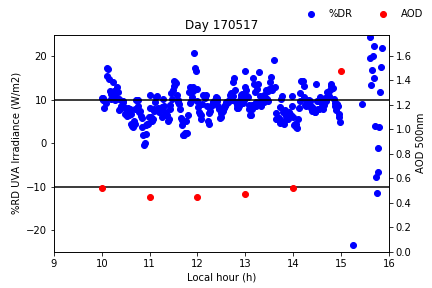 %DR AOD
Day 170517
20
10
0
−10
−20
%RD UVA Irradiance (W/m2)
1.6
1.4
1.2
1.0
0.8
0.6
0.4
0.2
0.0
AOD 500nm
9 10 11 12 13 14 15 16
Local hour (h)